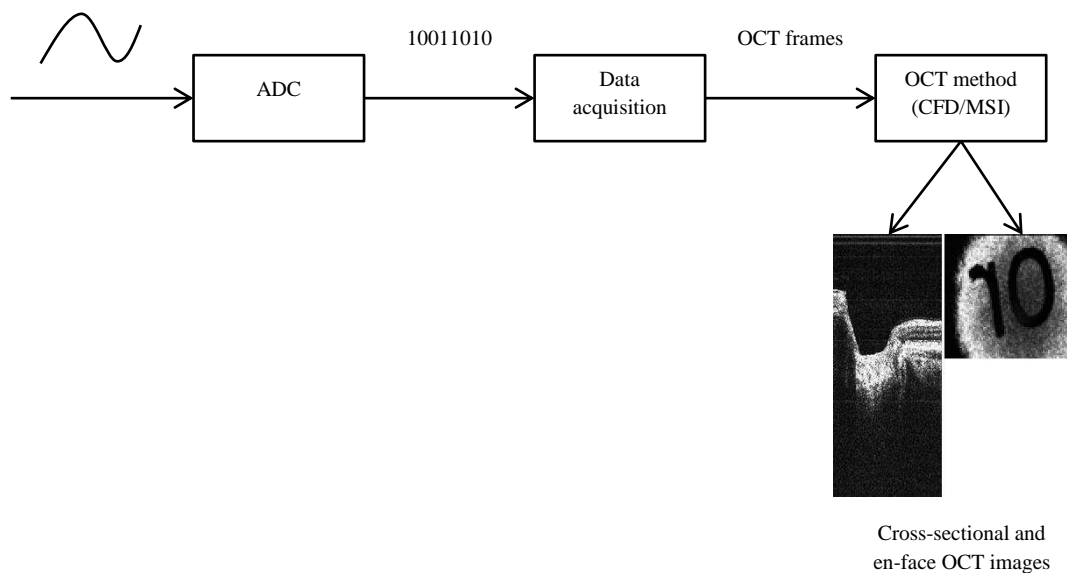 10011010
OCT frames
ADC
Data
acquisition
OCT method
(CFD/MSI)
10
Cross-sectional and
en-face OCT images